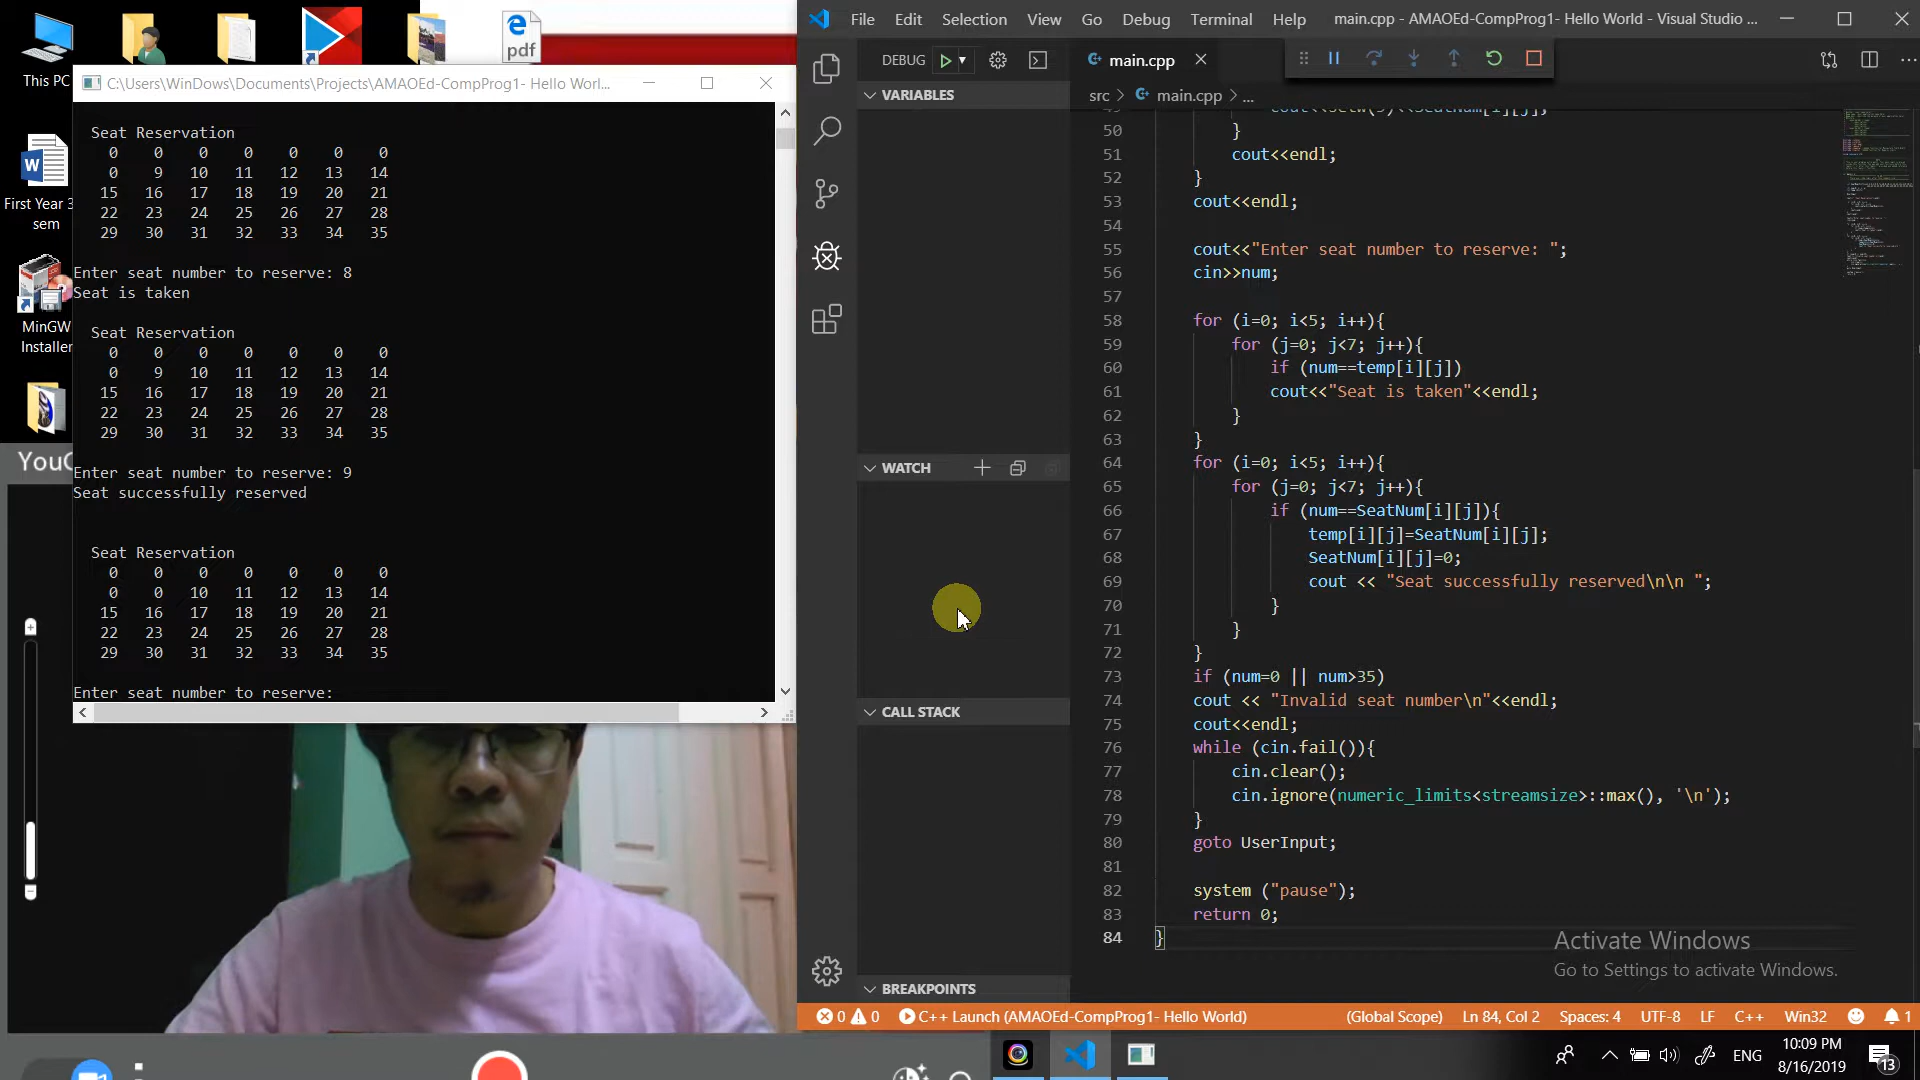 This PC
pdf
First Year 3
sem
MinGW
Installer
YouC
C:\Users\WinDows\Documents\Projects\AMAOEd-CompProg1- Hello Worl...
Seat Reservation
0 0 0 0 0 0 0
0 9 10 11 12 13 14
15 16 17 18 19 20 21
22 23 24 25 26 27 28
29 30 31 32 33 34 35
Enter seat number to reserve: 8
Seat is taken
Seat Reservation
0 0 0 0 0 0 0
0 9 10 11 12 13 14
15 16 17 18 19 20 21
22 23 24 25 26 27 28
29 30 31 32 33 34 35
Enter seat number to reserve: 9
Seat successfully reserved
Seat Reservation
0 0 0 0 0 0 0
0 0 10 11 12 13 14
15 16 17 18 19 20 21
22 23 24 25 26 27 28
29 30 31 32 33 34 35
Enter seat number to reserve:
File Edit Selection View Go Debug Terminal Help main.cpp - AMAOEd-CompProg1- Hello World - Visual Studio ...
DEBUG
main.cpp
VARIABLES
WATCH
CALL STACK
BREAKPOINTS
src > main.cpp > ...
cout<<setw(5)<<SeatNum[i][j];
50 }
51 cout<<endl;
52 }
53 cout<<endl;
54
55 cout<<"Enter seat number to reserve: ";
56 cin>>num;
57
58 for (i=0; i<5; i++){
59 for (j=0; j<7; j++){
60 if (num==temp[i][j])
61 cout<<"Seat is taken"<<endl;
62 }
63 }
64 for (i=0; i<5; i++){
65 for (j=0; j<7; j++){
66 if (num==SeatNum[i][j]){
67 temp[i][j]=SeatNum[i][j];
68 SeatNum[i][j]=0;
69 cout << "Seat successfully reserved\n\n ";
70 }
71 }
72 }
73 if (num=0 || num>35)
74 cout << "Invalid seat number\n"<<endl;
75 cout<<endl;
76 while (cin.fail()){
77 cin.clear();
78 cin.ignore(numeric_limits<streamsize>::max(), '\n');
79 }
80 goto UserInput;
81
82 system ("pause");
83 return 0;
84 }
Activate Windows
Go to Settings to activate Windows.
0 0 C++ Launch (AMAOEd-CompProg1- Hello World) (Global Scope) Ln 84, Col 2 Spaces: 4 UTF-8 LF C++ Win32 1
ENG
10:09 PM
8/16/2019
13